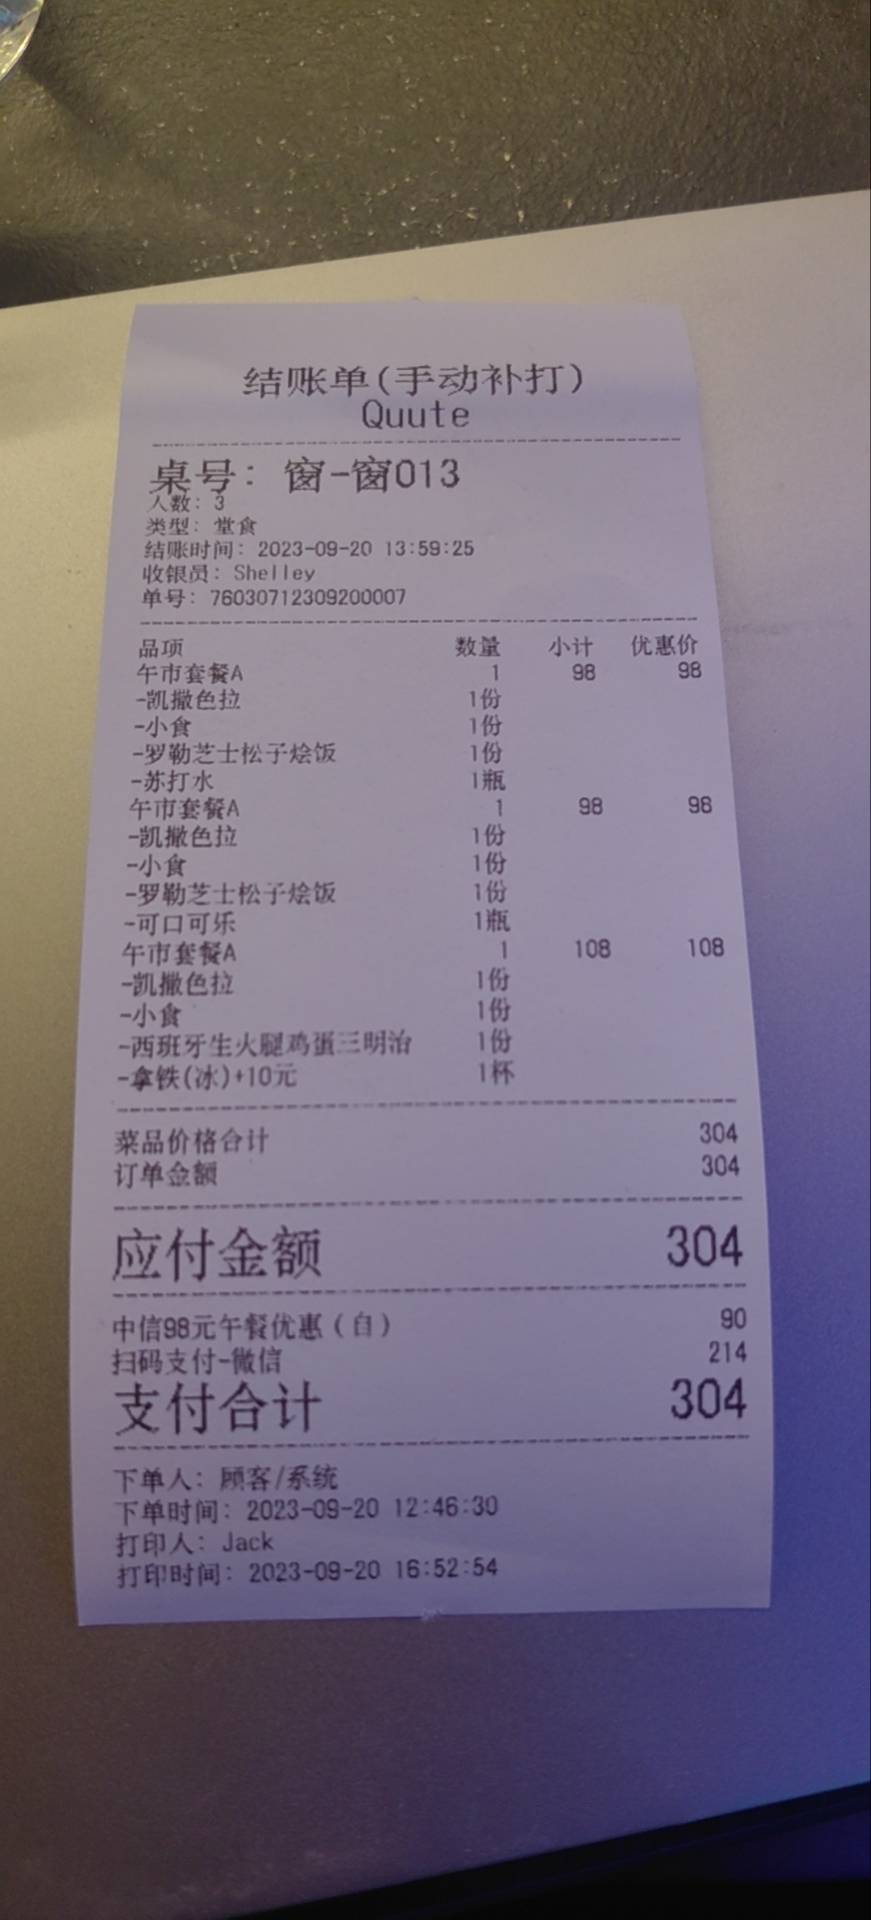 结账单(手动补打)
Quute
桌号: 窗-窗013
人数: 3
类型: 堂食
结账时间: 2023-09-20 13:59:25
收银员: Shelley
单号: 76030712309200007
品项 数量 小计 优惠价
午市套餐A 1 98 98
-凯撒色拉 1份
-小食 1份
-罗勒芝士松子烩饭 1份
-苏打水 1瓶
午市套餐A 1 98 98
-凯撒色拉 1份
-小食 1份
-罗勒芝士松子烩饭 1份
-可口可乐 1瓶
午市套餐A 1 108 108
-凯撒色拉 1份
-小食 1份
-西班牙生火腿鸡蛋三明治 1份
-拿铁(冰)+10元 1杯
菜品价格合计 304
订单金额 304
应付金额 304
中信98元午餐优惠(自) 90
扫码支付-微信 214
支付合计 304
下单人: 顾客/系统
下单时间: 2023-09-20 12:46:30
打印人: Jack
打印时间: 2023-09-20 16:52:54